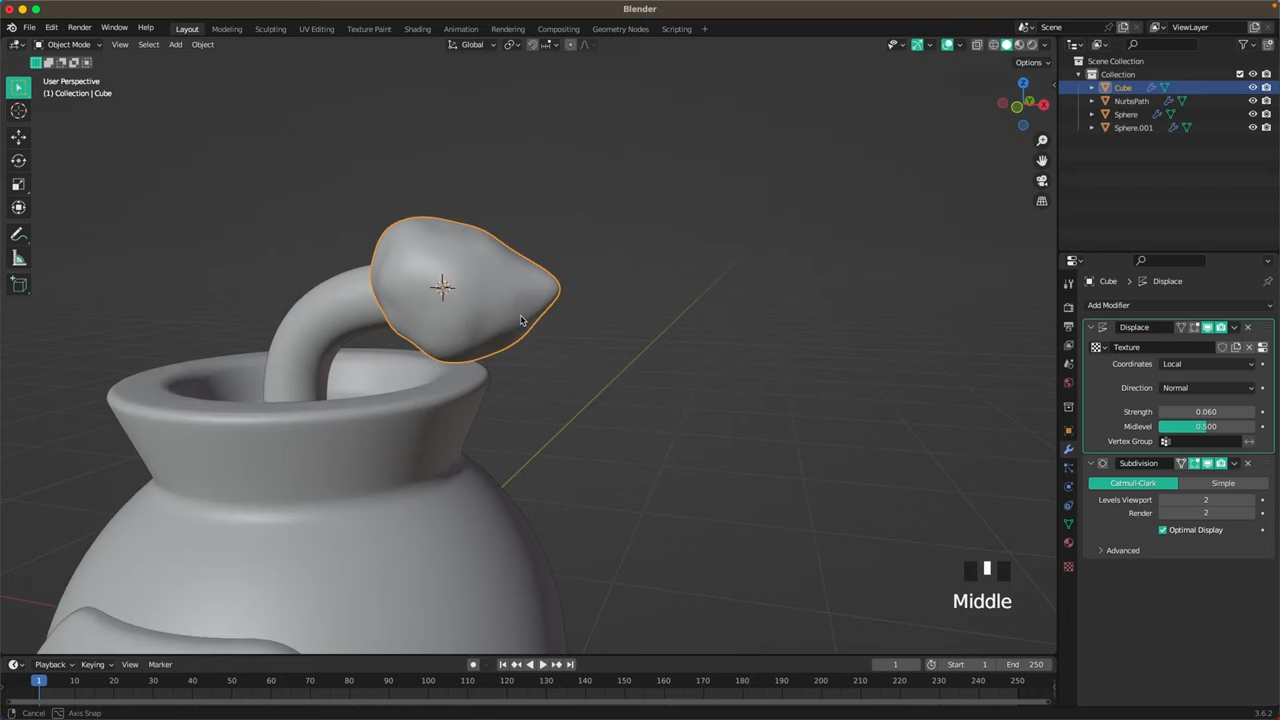 Blender
File Edit Render Window Help Layout Modeling Sculpting UV Editing Texture Paint Shading Animation Rendering Compositing Geometry Nodes Scripting + Scene ViewLayer
Object Mode View Select Add Object Global
Options
User Perspective
(1) Collection | Cube
Z
Y
X
Scene Collection
Collection
Cube
NurbsPath
Sphere
Sphere.001
Cube > Displace
Add Modifier
Displace
Texture
Coordinates Local
Direction Normal
Strength 0.060
Midlevel 0.500
Vertex Group
Subdivision
Catmull-Clark Simple
Levels Viewport 2
Render 2
Optimal Display
Advanced
Middle
Playback Keying View Marker 1 Start 1 End 250
1 10 20 30 40 50 60 70 80 90 100 110 120 130 140 150 160 170 180 190 200 210 220 230 240 250
Cancel Axis Snap 3.6.2